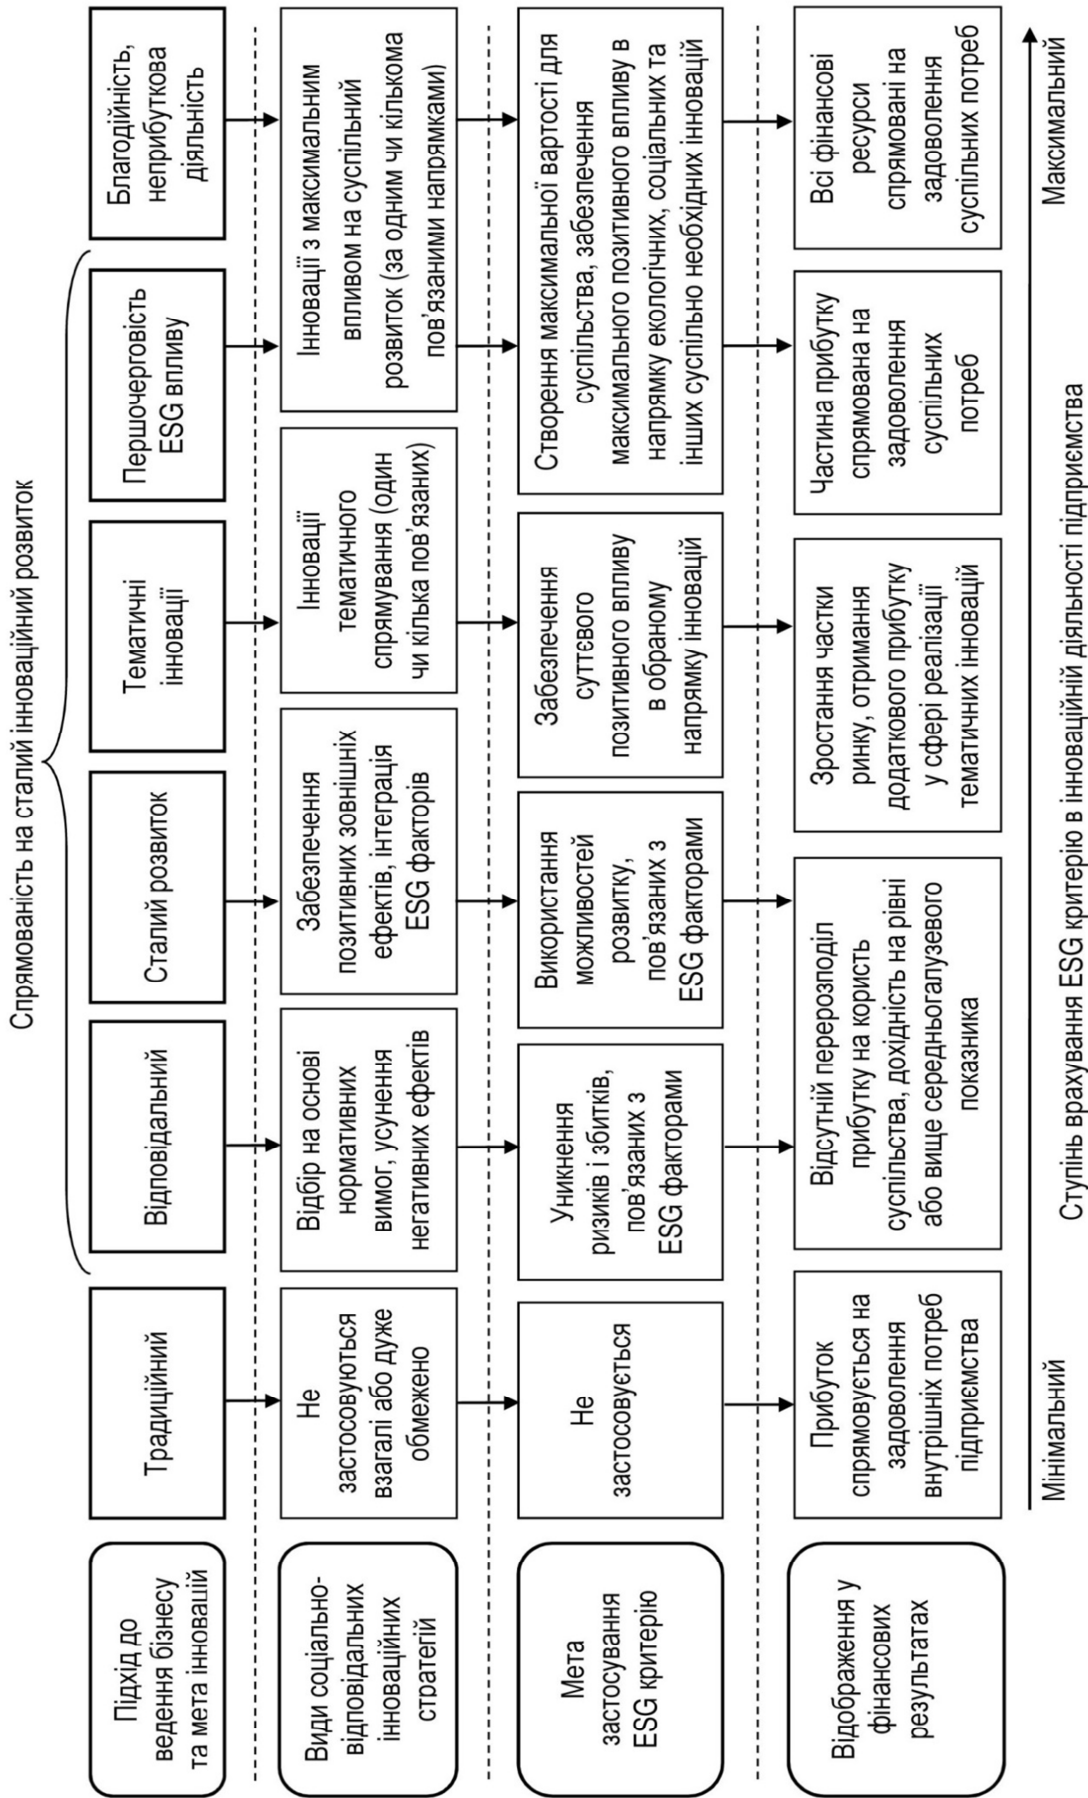 Спрямованість на сталий інноваційний розвиток
Підхід до
ведення бізнесу
та мета інновацій
Традиційний
Відповідальний
Сталий розвиток
Тематичні
інновації
Першочерговість
ESG впливу
Благодійність,
неприбуткова
діяльність
Види соціально-
відповідальних
інноваційних
стратегій
Не
застосовуються
взагалі або дуже
обмежено
Відбір на основі
нормативних
вимог, усунення
негативних ефектів
Забезпечення
позитивних зовнішніх
ефектів, інтеграція
ESG факторів
Інновації
тематичного
спрямування (один
чи кілька пов’язаних)
Інновації з максимальним
впливом на суспільний
розвиток (за одним чи кількома
пов’язаними напрямками)
Мета
застосування
ESG критерію
Не
застосовується
Уникнення
ризиків і збитків,
пов’язаних з
ESG факторами
Використання
можливостей
розвитку,
пов’язаних з
ESG факторами
Забезпечення
суттєвого
позитивного впливу
в обраному
напрямку інновацій
Створення максимальної вартості для
суспільства, забезпечення
максимального позитивного впливу в
напрямку екологічних, соціальних та
інших суспільно необхідних інновацій
Відображення у
фінансових
результатах
Прибуток
спрямовується на
задоволення
внутрішніх потреб
підприємства
Відсутній перерозподіл
прибутку на користь
суспільства, дохідність на рівні
або вище середньогалузевого
показника
Зростання частки
ринку, отримання
додаткового прибутку
у сфері реалізації
тематичних інновацій
Частина прибутку
спрямована на
задоволення
суспільних
потреб
Всі фінансові
ресурси
спрямовані на
задоволення
суспільних потреб
Мінімальний
Максимальний
Ступінь врахування ESG критерію в інноваційній діяльності підприємства